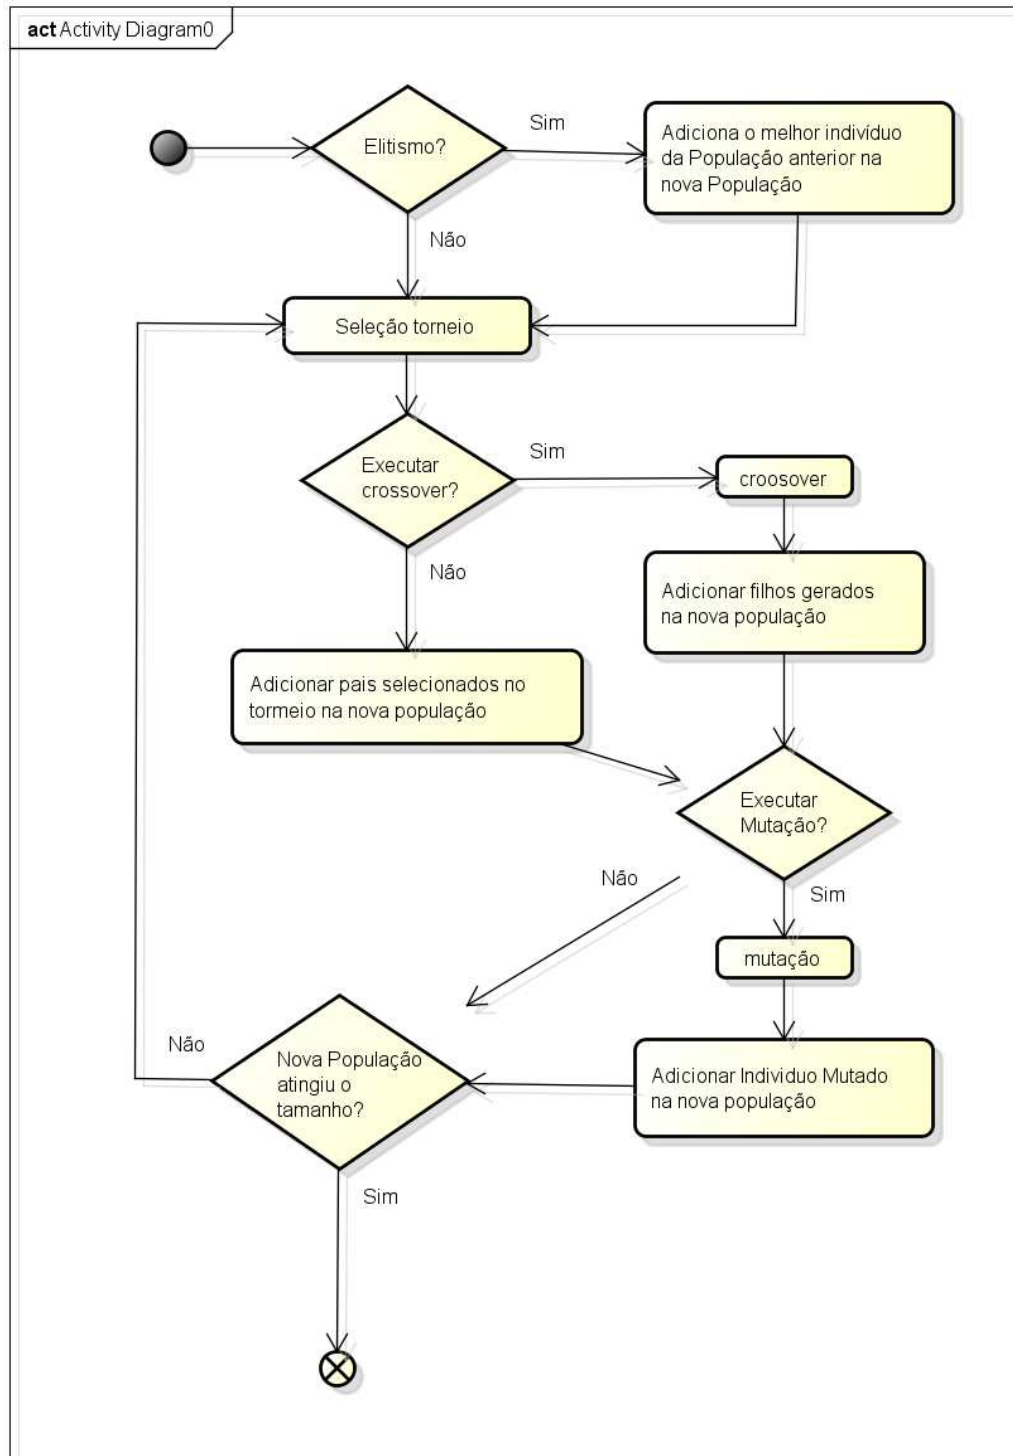 act Activity Diagram0
Elitismo?
Sim
Adiciona o melhor indivíduo
da População anterior na
nova População
Não
Seleção torneio
Executar
crossover?
Sim
croosover
Não
Adicionar filhos gerados
na nova população
Adicionar pais selecionados no
tormeio na nova população
Executar
Mutação?
Não
Sim
mutação
Não
Nova População
atingiu o
tamanho?
Adicionar Individuo Mutado
na nova população
Sim